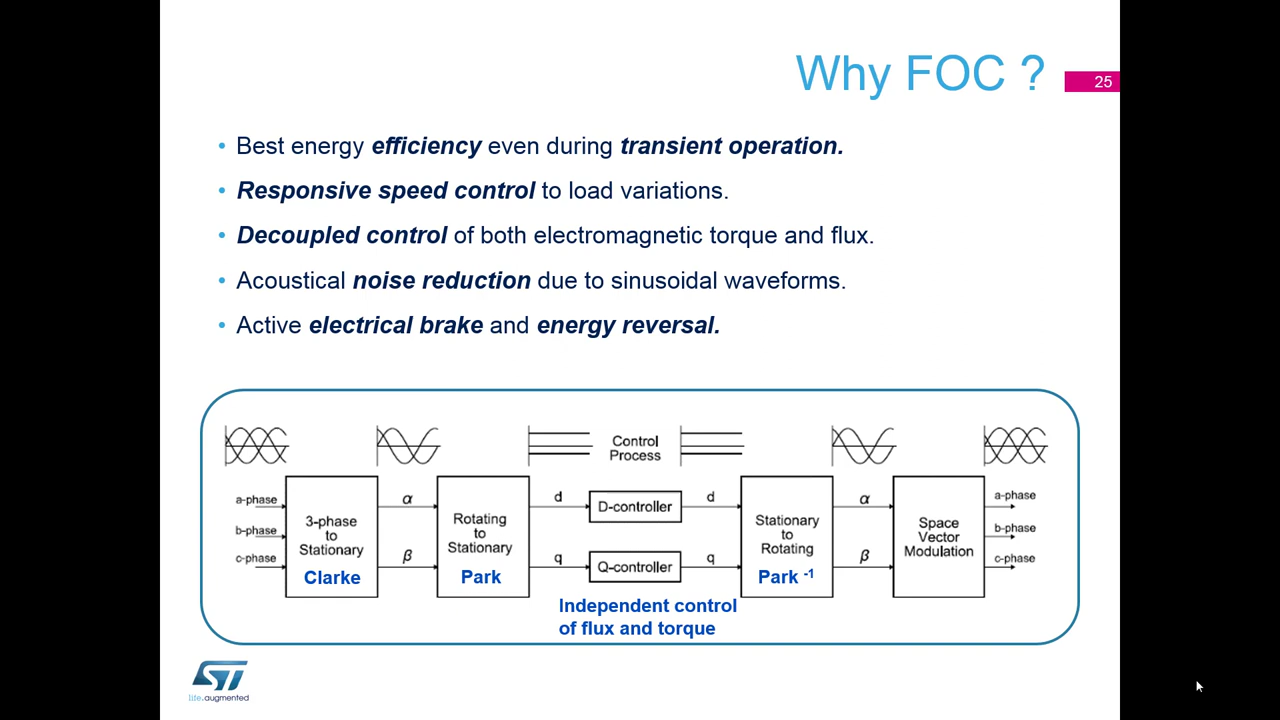 Why FOC ?
25
• Best energy efficiency even during transient operation.
• Responsive speed control to load variations.
• Decoupled control of both electromagnetic torque and flux.
• Acoustical noise reduction due to sinusoidal waveforms.
• Active electrical brake and energy reversal.
Control
Process
a-phase
b-phase
c-phase
3-phase
to
Stationary
Clarke
α
β
Rotating
to
Stationary
Park
d
q
D-controller
Q-controller
d
q
Independent control
of flux and torque
Stationary
to
Rotating
Park -1
α
β
Space
Vector
Modulation
a-phase
b-phase
c-phase
ST
life.augmented